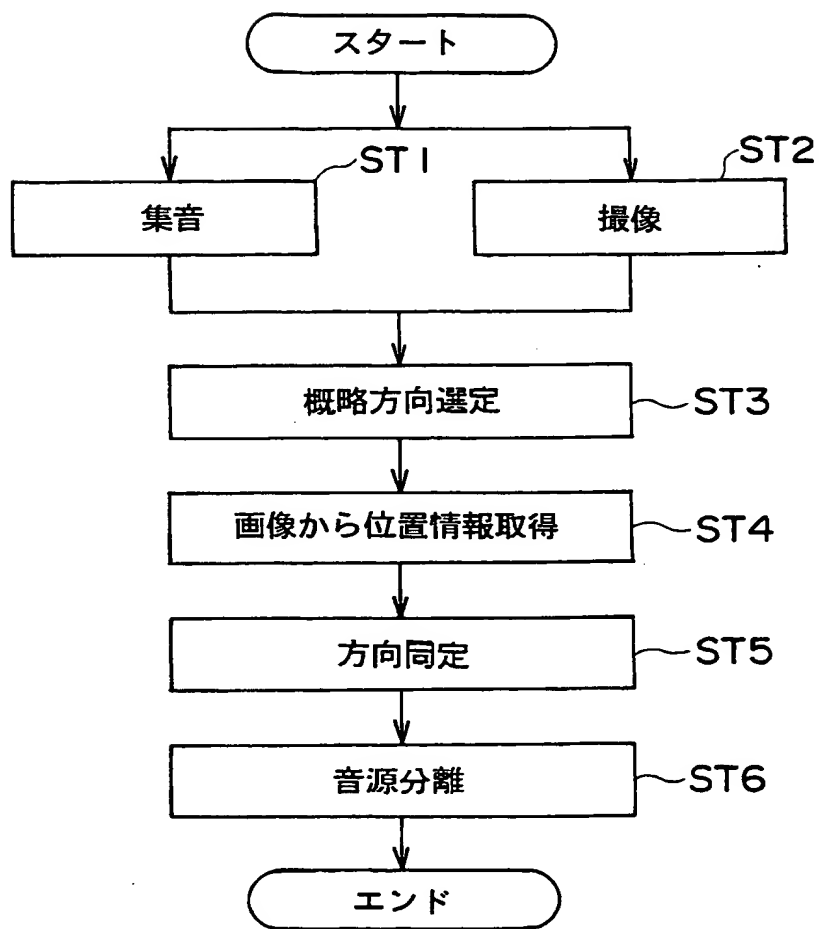 スタート
ST1
集音
ST2
撮像
概略方向選定
ST3
画像から位置情報取得
ST4
方向同定
ST5
音源分離
ST6
エンド